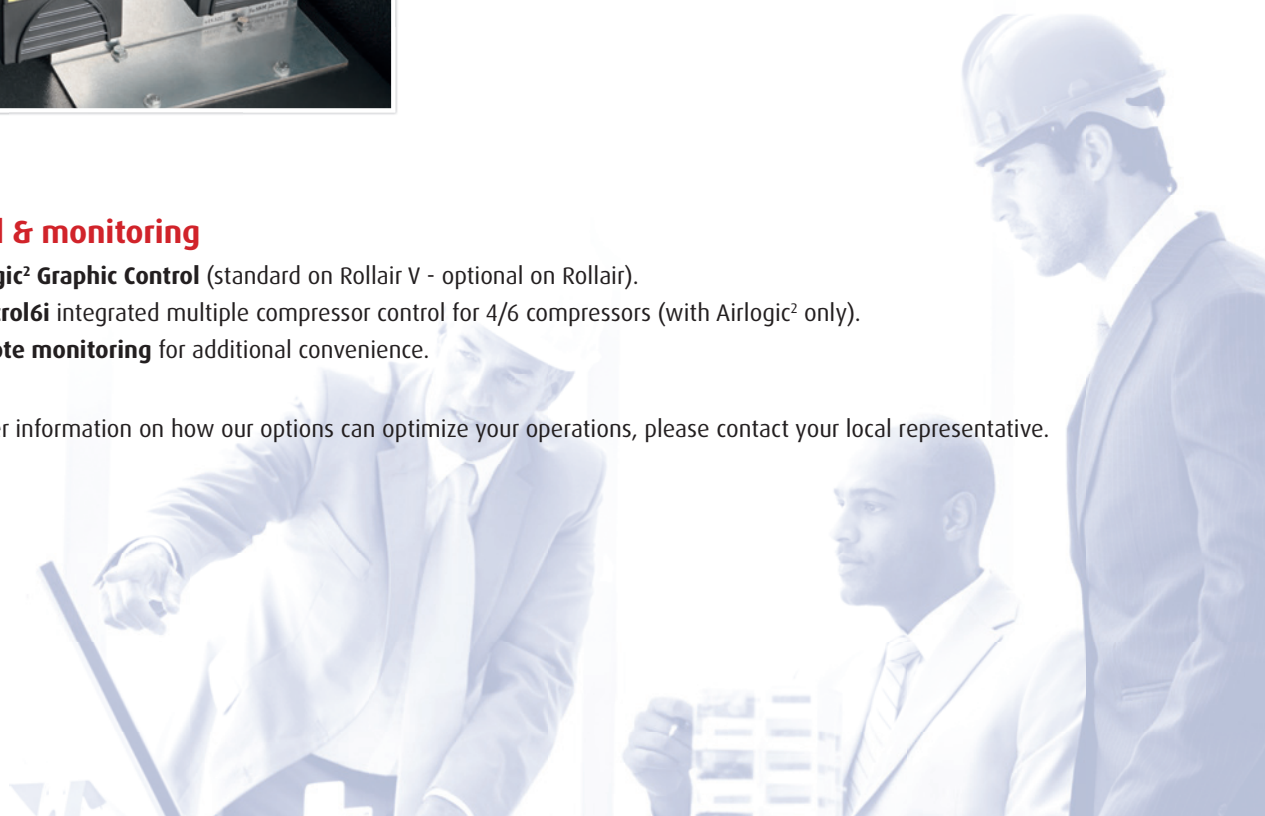 l & monitoring
gic² Graphic Control (standard on Rollair V - optional on Rollair).
trol6i integrated multiple compressor control for 4/6 compressors (with Airlogic² only).
ote monitoring for additional convenience.
er information on how our options can optimize your operations, please contact your local representative.